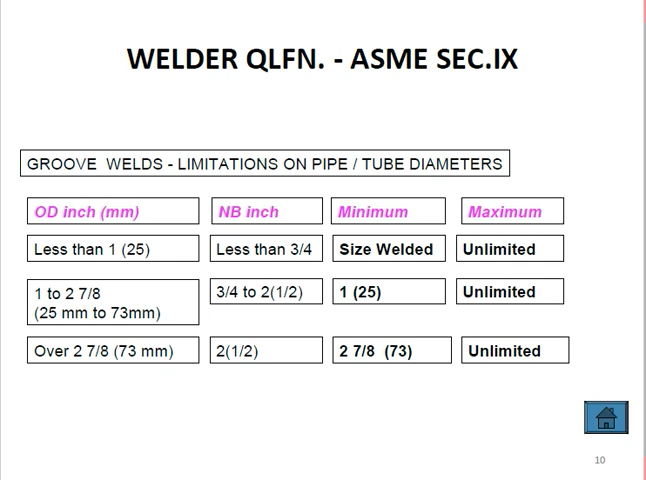 WELDER QLFN. - ASME SEC.IX
GROOVE WELDS - LIMITATIONS ON PIPE / TUBE DIAMETERS
OD inch (mm) NB inch Minimum Maximum
Less than 1 (25) Less than 3/4 Size Welded Unlimited
1 to 2 7/8 3/4 to 2(1/2) 1 (25) Unlimited
(25 mm to 73mm)
Over 2 7/8 (73 mm) 2(1/2) 2 7/8 (73) Unlimited
10